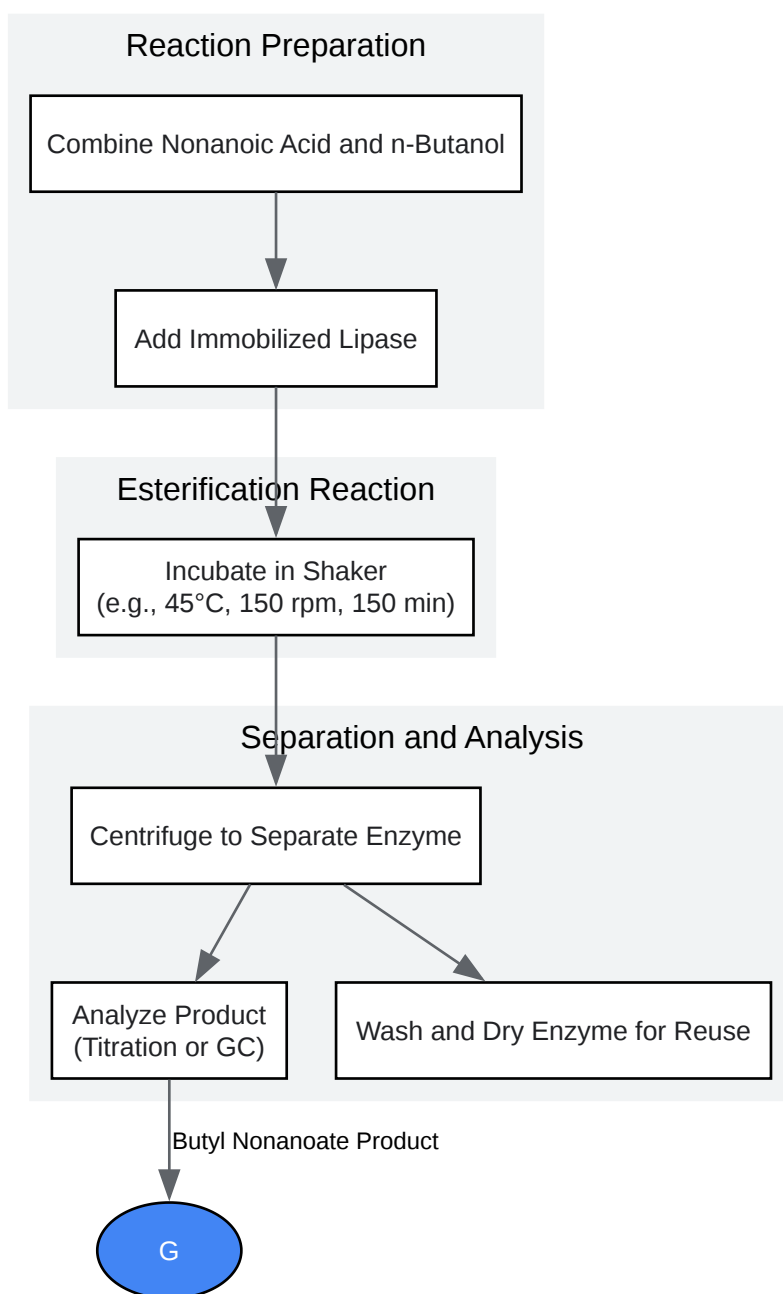 Reaction Preparation
Combine Nonanoic Acid and n-Butanol
Add Immobilized Lipase
Esterification Reaction
Incubate in Shaker
(e.g., 45°C, 150 rpm, 150 min)
Separation and Analysis
Centrifuge to Separate Enzyme
Analyze Product
(Titration or GC)
Wash and Dry Enzyme for Reuse
Butyl Nonanoate Product
G